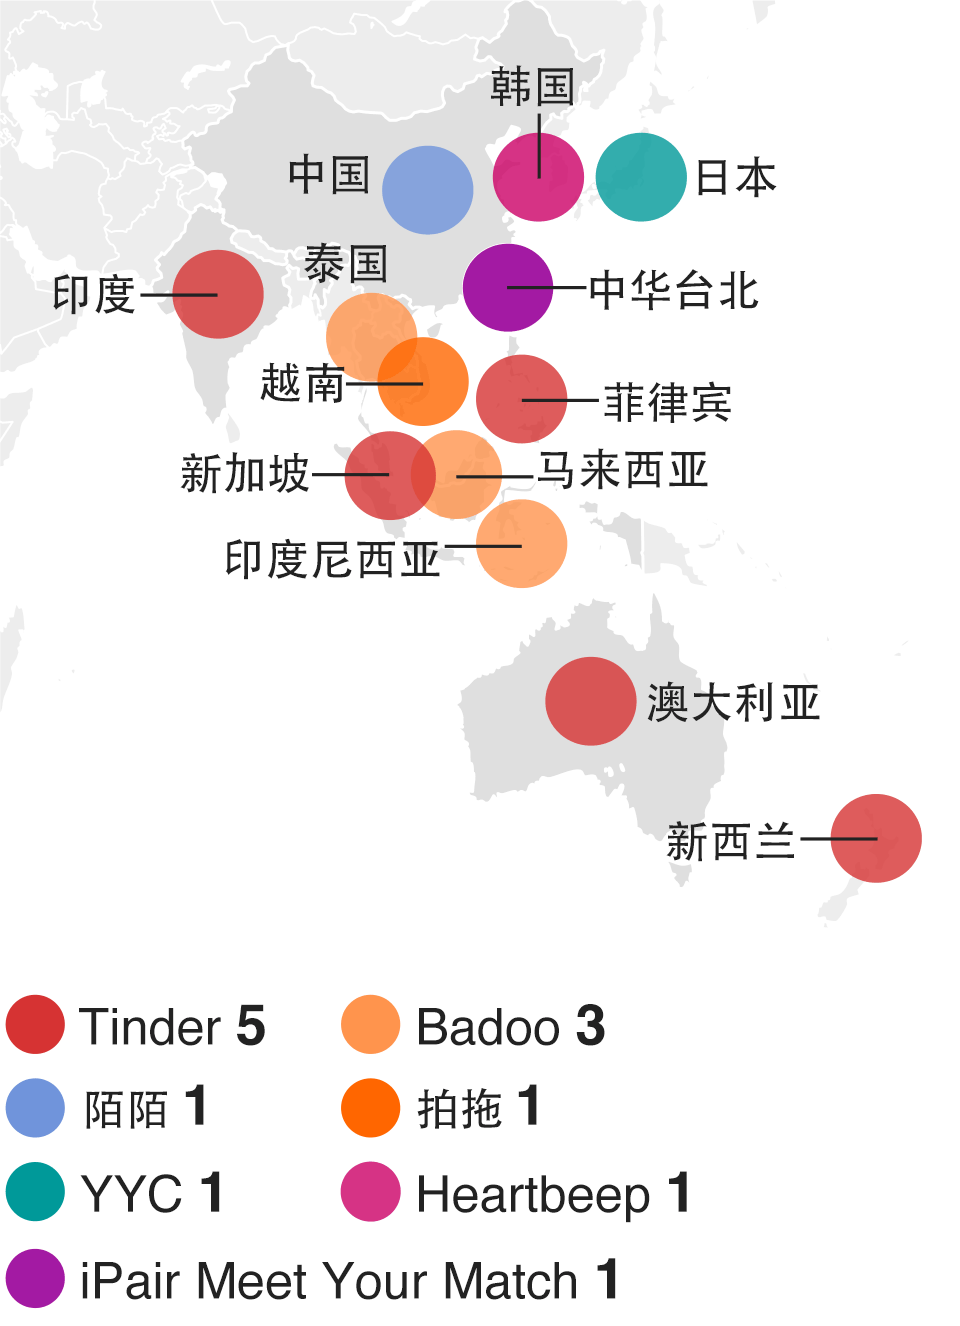 韩国
中国
日本
泰国
印度
中华台北
越南
菲律宾
新加坡
马来西亚
印度尼西亚
澳大利亚
新西兰
Tinder 5
Badoo 3
陌陌 1
拍拖 1
YYC 1
Heartbeep 1
iPair Meet Your Match 1